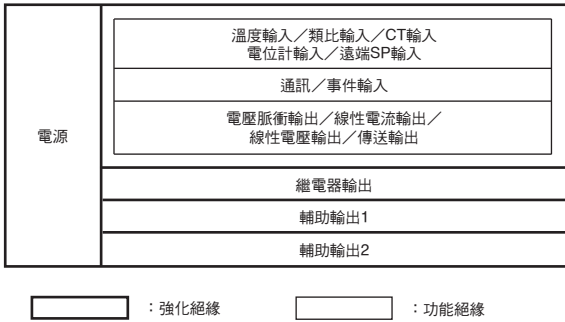 溫度輸入／類比輸入／CT輸入
電位計輸入／遠端SP輸入
通訊／事件輸入
電壓脈衝輸出／線性電流輸出／
線性電壓輸出／傳送輸出
電源
繼電器輸出
輔助輸出1
輔助輸出2
：強化絕緣
：功能絕緣